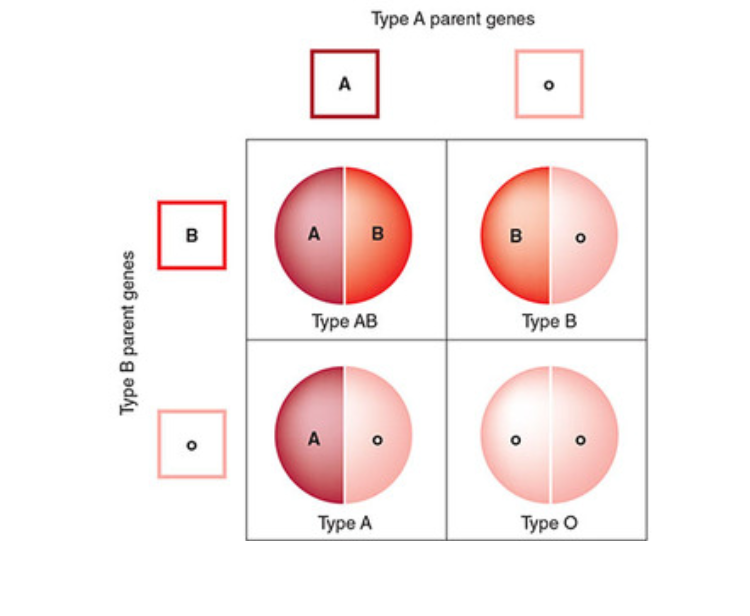 Type A parent genes
A
o
Type B parent genes
B
A B
B o
Type AB
Type B
o
A o
o o
Type A
Type O